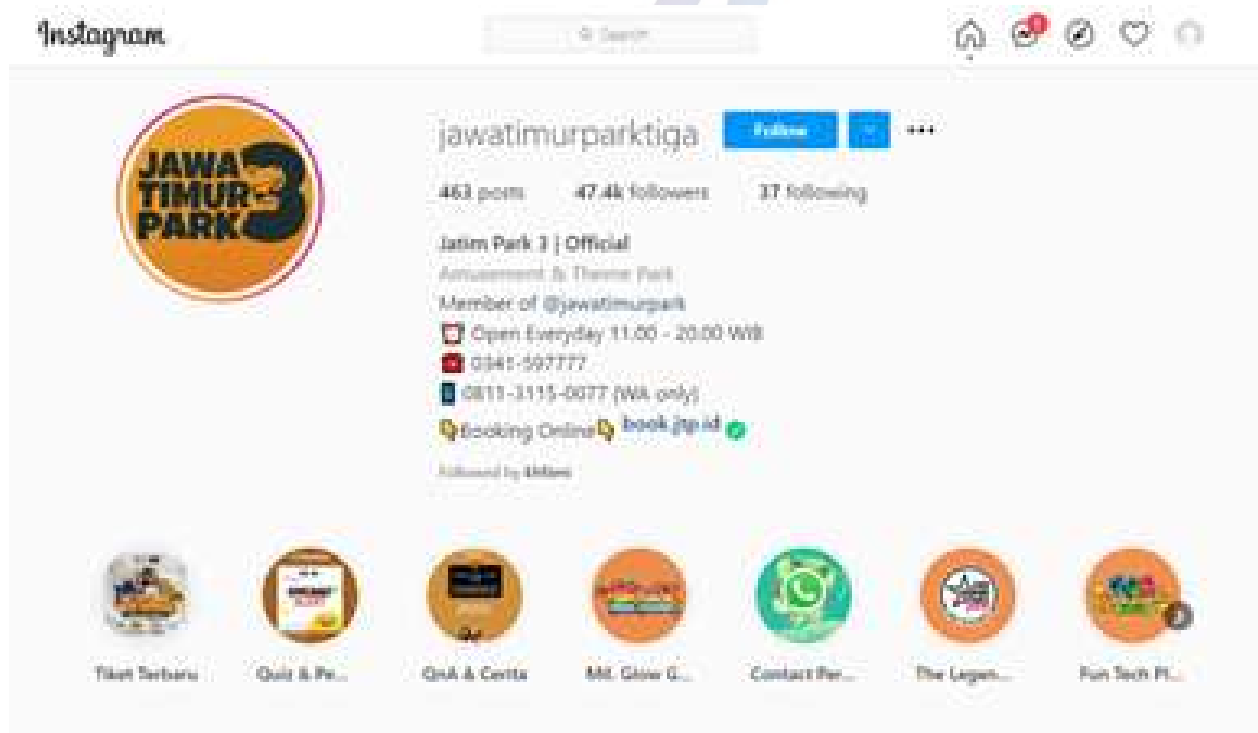 Instagram
Search
JAWA
TIMUR
PARK 3
jawatimurparktiga Follow
463 posts 47.4k followers 37 following
Jatim Park 3 | Official
Amusement & Theme Park
Member of @jawatimurpark
Open Everyday 11.00 - 20.00 WIB
0341-597777
0811-3115-0077 (WA only)
Booking Online book.jtp.id
Followed by
Tiket Terbaru Quiz & Pe... QnA & Cerita Mil. Glow G... Contact Per... The Legen... Fun Tech Pl...